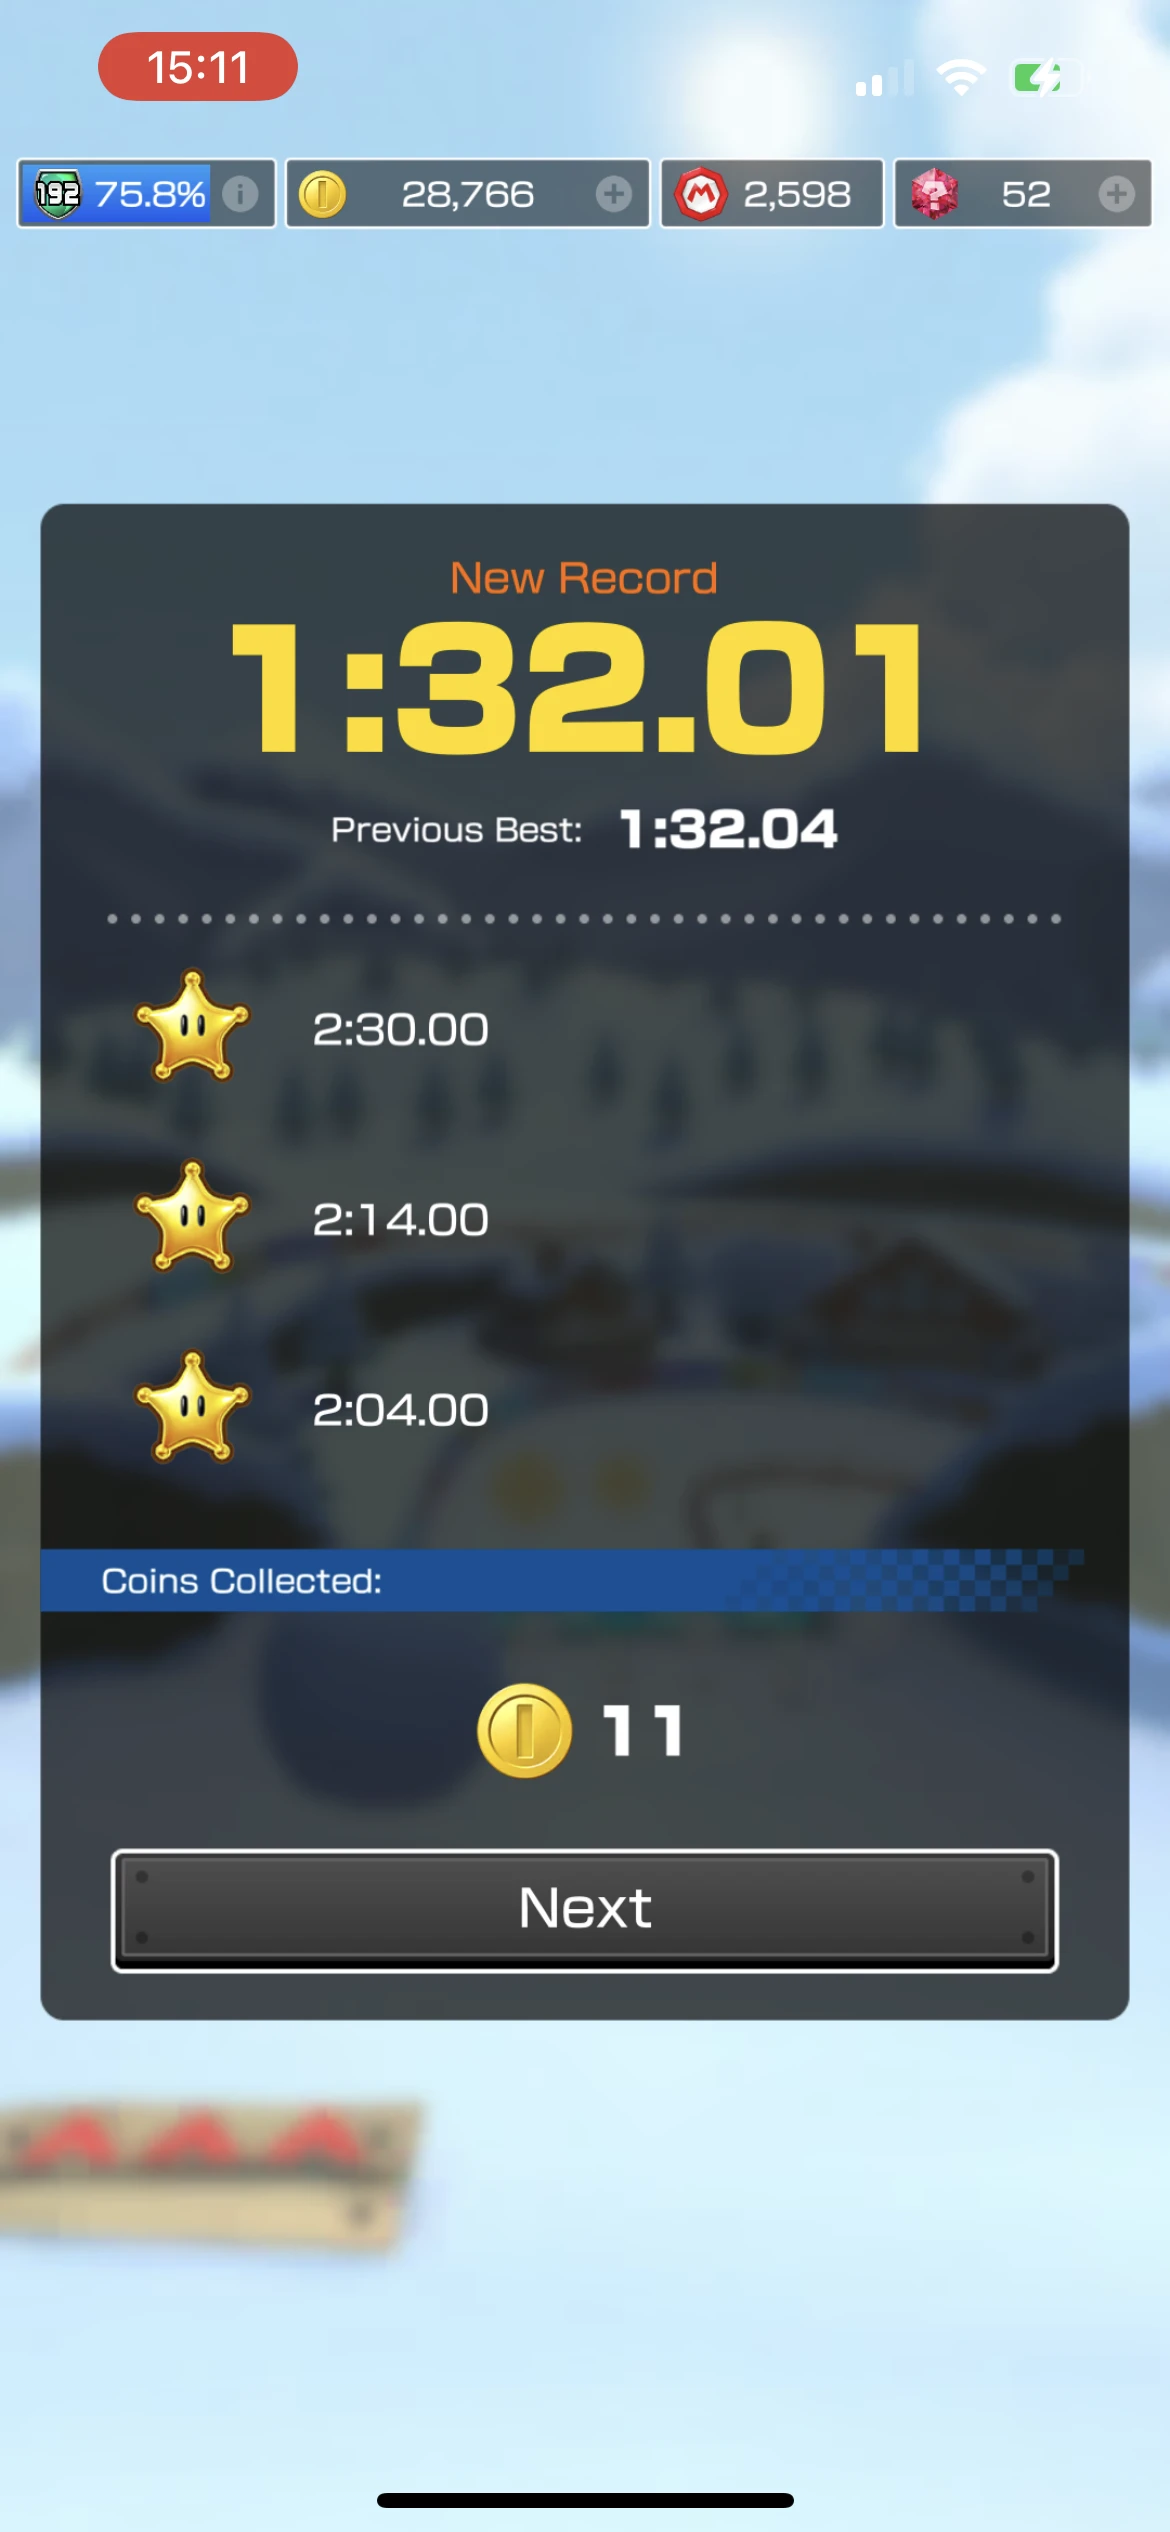 15:11
192 75.8% i 28,766 + M 2,598 ? 52 +
New Record
1:32.01
Previous Best: 1:32.04
2:30.00
2:14.00
2:04.00
Coins Collected:
11
Next